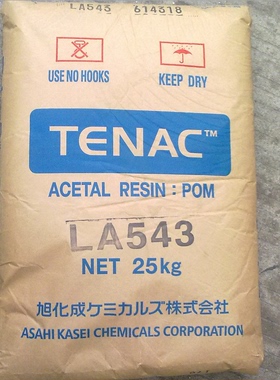 LA543 614318
USE NO HOOKS KEEP DRY
TENAC™
ACETAL RESIN : POM
LA543
NET 25kg
旭化成ケミカルズ株式会社
ASAHI KASEI CHEMICALS CORPORATION